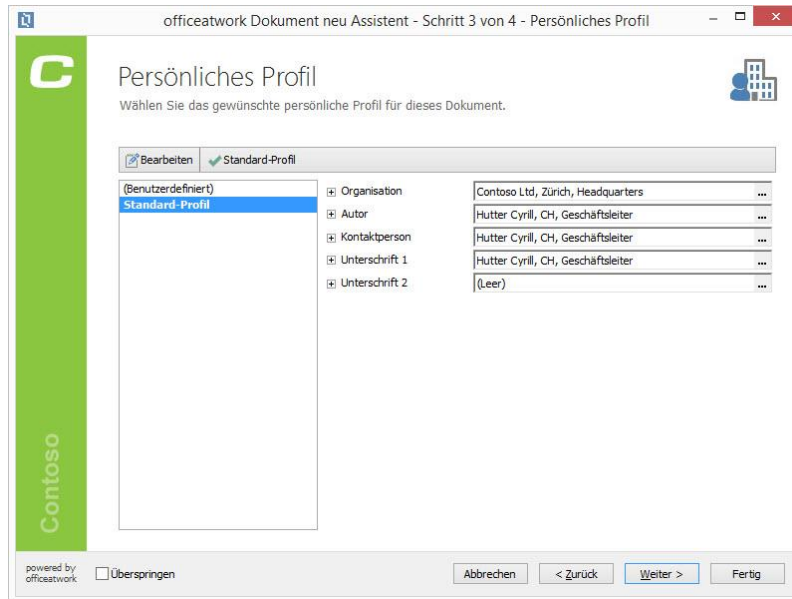 officeatwork Dokument neu Assistent - Schritt 3 von 4 - Persönliches Profil
C
Persönliches Profil
Wählen Sie das gewünschte persönliche Profil für dieses Dokument.
Bearbeiten Standard-Profil
(Benutzerdefiniert)
Standard-Profil
Organisation Contoso Ltd, Zürich, Headquarters ...
Autor Hutter Cyrill, CH, Geschäftsleiter ...
Kontaktperson Hutter Cyrill, CH, Geschäftsleiter ...
Unterschrift 1 Hutter Cyrill, CH, Geschäftsleiter ...
Unterschrift 2 (Leer) ...
Contoso
powered by
officeatwork
Überspringen Abbrechen < Zurück Weiter > Fertig